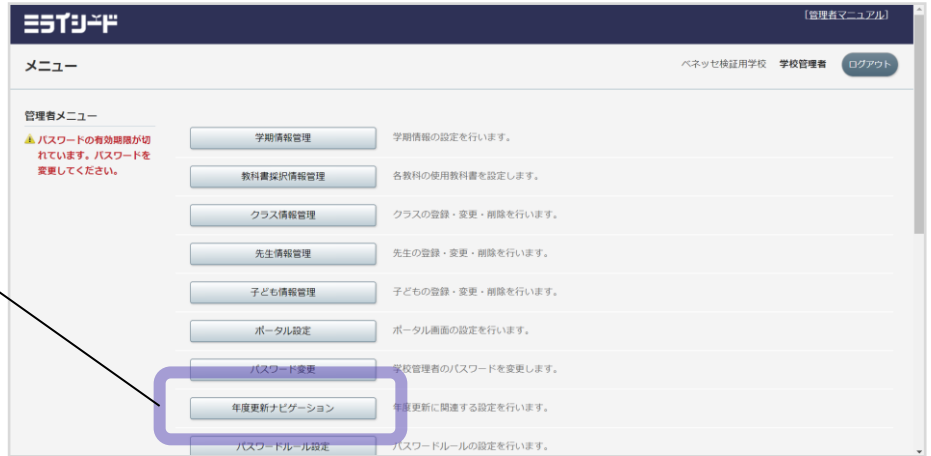 ミライシード
[管理者マニュアル]
メニュー
ベネッセ検証用学校 学校管理者 ログアウト
管理者メニュー
パスワードの有効期限が切
れています。パスワードを
変更してください。
学期情報管理 学期情報の設定を行います。
教科書採択情報管理 各教科の使用教科書を設定します。
クラス情報管理 クラスの登録・変更・削除を行います。
先生情報管理 先生の登録・変更・削除を行います。
子ども情報管理 子どもの登録・変更・削除を行います。
ポータル設定 ポータル画面の設定を行います。
パスワード変更 学校管理者のパスワードを変更します。
年度更新ナビゲーション 年度更新に関連する設定を行います。
パスワードルール設定 パスワードルールの設定を行います。